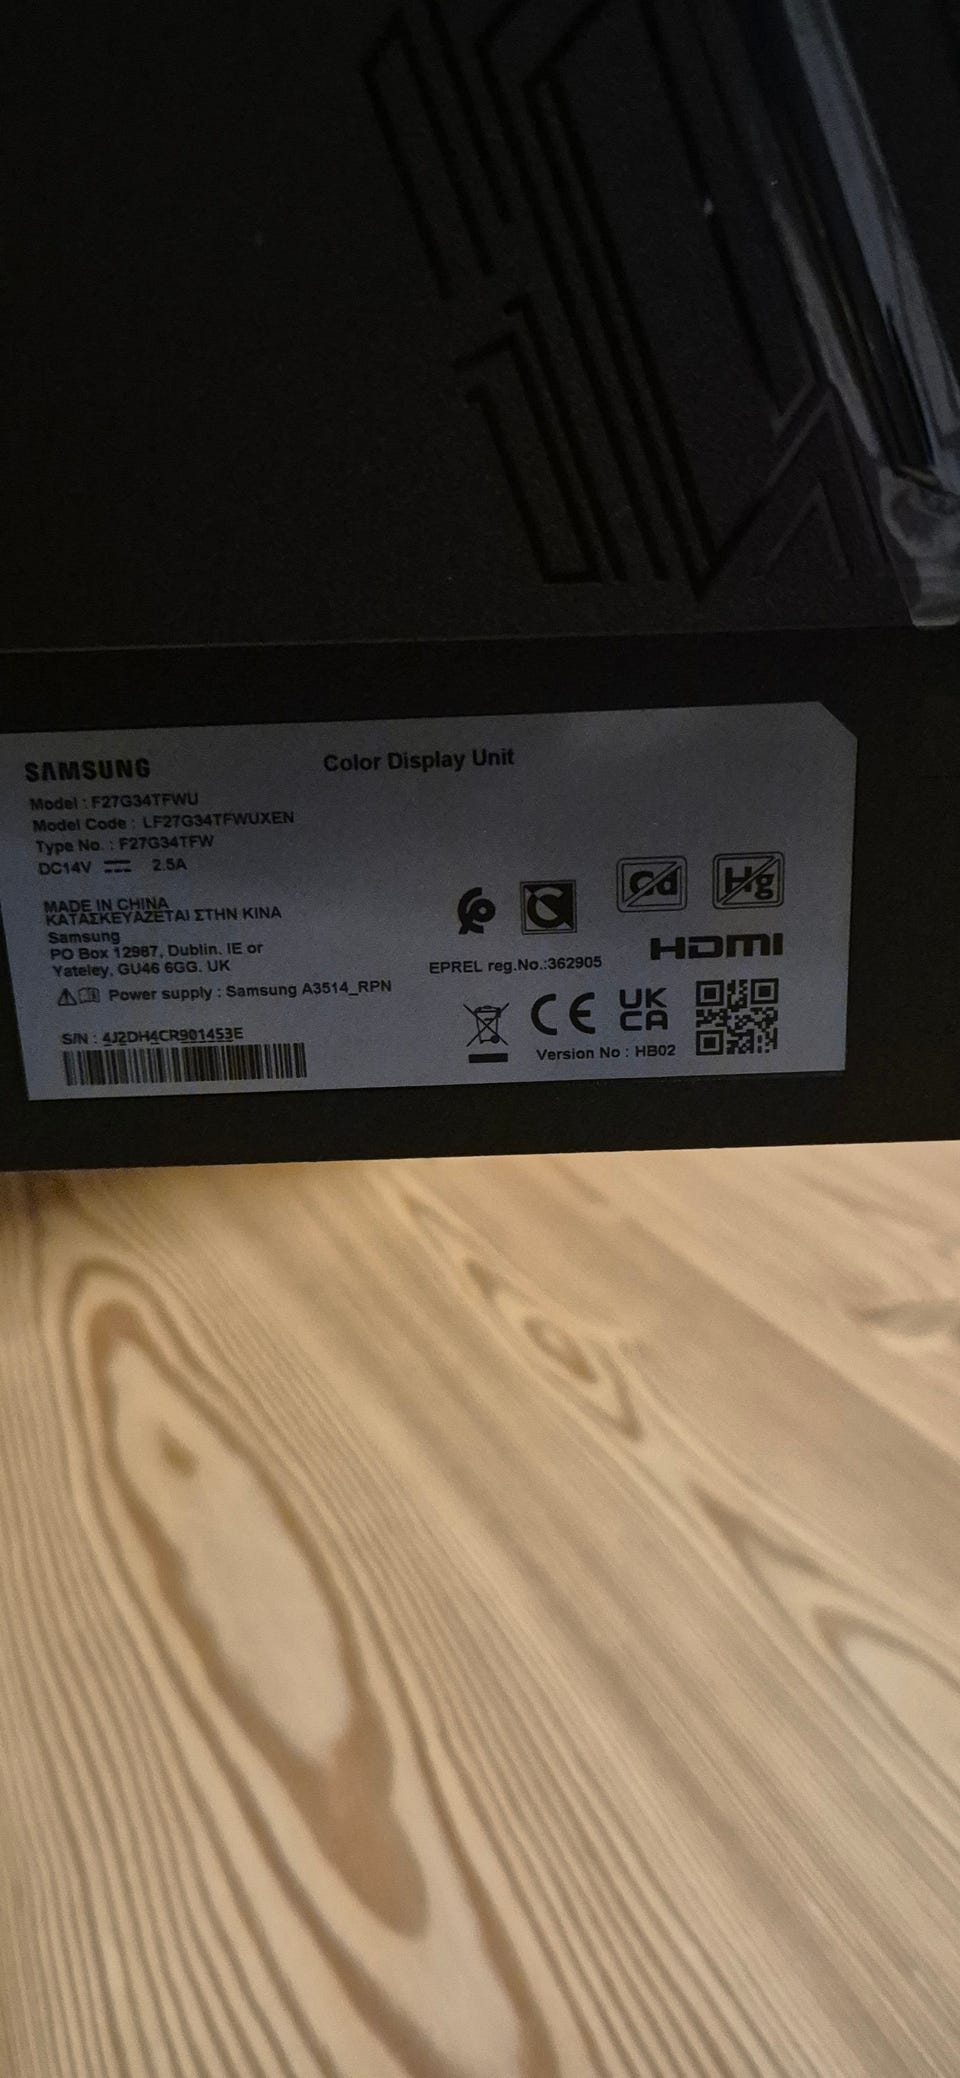 SAMSUNG
Color Display Unit
Model : F27G34TFWU
Model Code : LF27G34TFWUXEN
Type No. : F27G34TFW
DC14V 2.5A
MADE IN CHINA
ΚΑΤΑΣΚΕΥΑΖΕΤΑΙ ΣΤΗΝ ΚΙΝΑ
Samsung
PO Box 12987, Dublin. IE or
Yateley, GU46 6GG. UK
Power supply : Samsung A3514_RPN
S/N : 4J2DH4CR901453E
Cd
Hg
HDMI
EPREL reg.No.:362905
CE
UK
CA
Version No : HB02